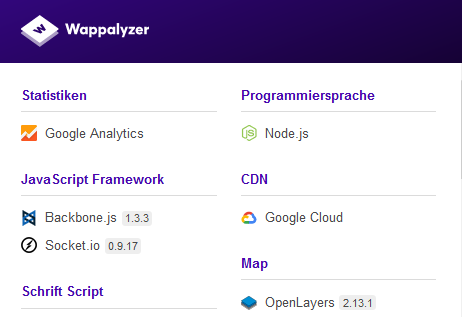 Wappalyzer
Statistiken
Google Analytics
JavaScript Framework
Backbone.js 1.3.3
Socket.io 0.9.17
Schrift Script
Programmiersprache
Node.js
CDN
Google Cloud
Map
OpenLayers 2.13.1